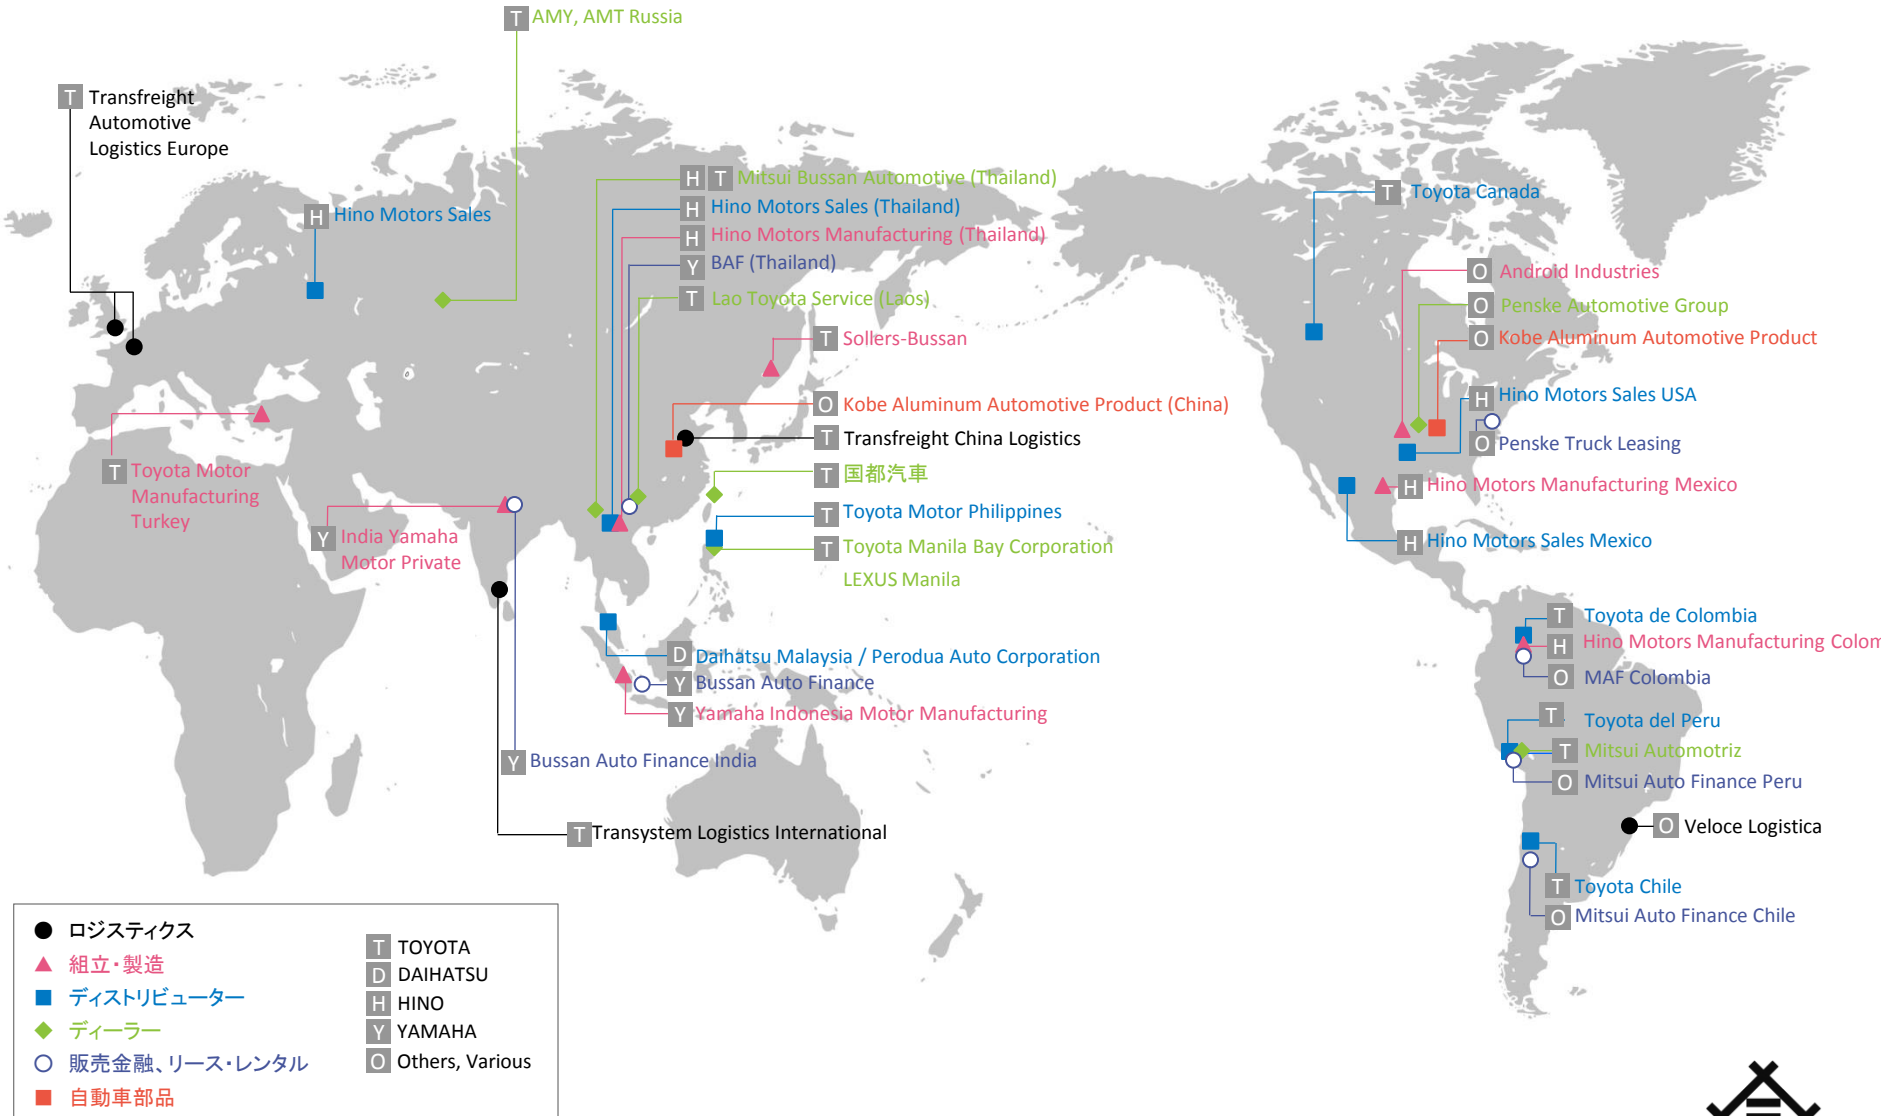 T AMY, AMT Russia
T Transfreight
Automotive
Logistics Europe
H T Mitsui Bussan Automotive (Thailand)
H Hino Motors Sales
H Hino Motors Sales (Thailand)
H Hino Motors Manufacturing (Thailand)
Y BAF (Thailand)
T Lao Toyota Service (Laos)
T Sollers-Bussan
O Kobe Aluminum Automotive Product (China)
T Transfreight China Logistics
T 国都汽車
T Toyota Motor Philippines
T Toyota Manila Bay Corporation
LEXUS Manila
T Toyota Motor
Manufacturing
Turkey
Y India Yamaha
Motor Private
D Daihatsu Malaysia / Perodua Auto Corporation
Y Bussan Auto Finance
Y Yamaha Indonesia Motor Manufacturing
Y Bussan Auto Finance India
T Transystem Logistics International
T Toyota Canada
O Android Industries
O Penske Automotive Group
O Kobe Aluminum Automotive Product
H Hino Motors Sales USA
O Penske Truck Leasing
H Hino Motors Manufacturing Mexico
H Hino Motors Sales Mexico
T Toyota de Colombia
H Hino Motors Manufacturing Colom
O MAF Colombia
T Toyota del Peru
T Mitsui Automotriz
O Mitsui Auto Finance Peru
O Veloce Logistica
T Toyota Chile
O Mitsui Auto Finance Chile
ロジスティクス
組立・製造
ディストリビューター
ディーラー
販売金融、リース・レンタル
自動車部品
T TOYOTA
D DAIHATSU
H HINO
Y YAMAHA
O Others, Various